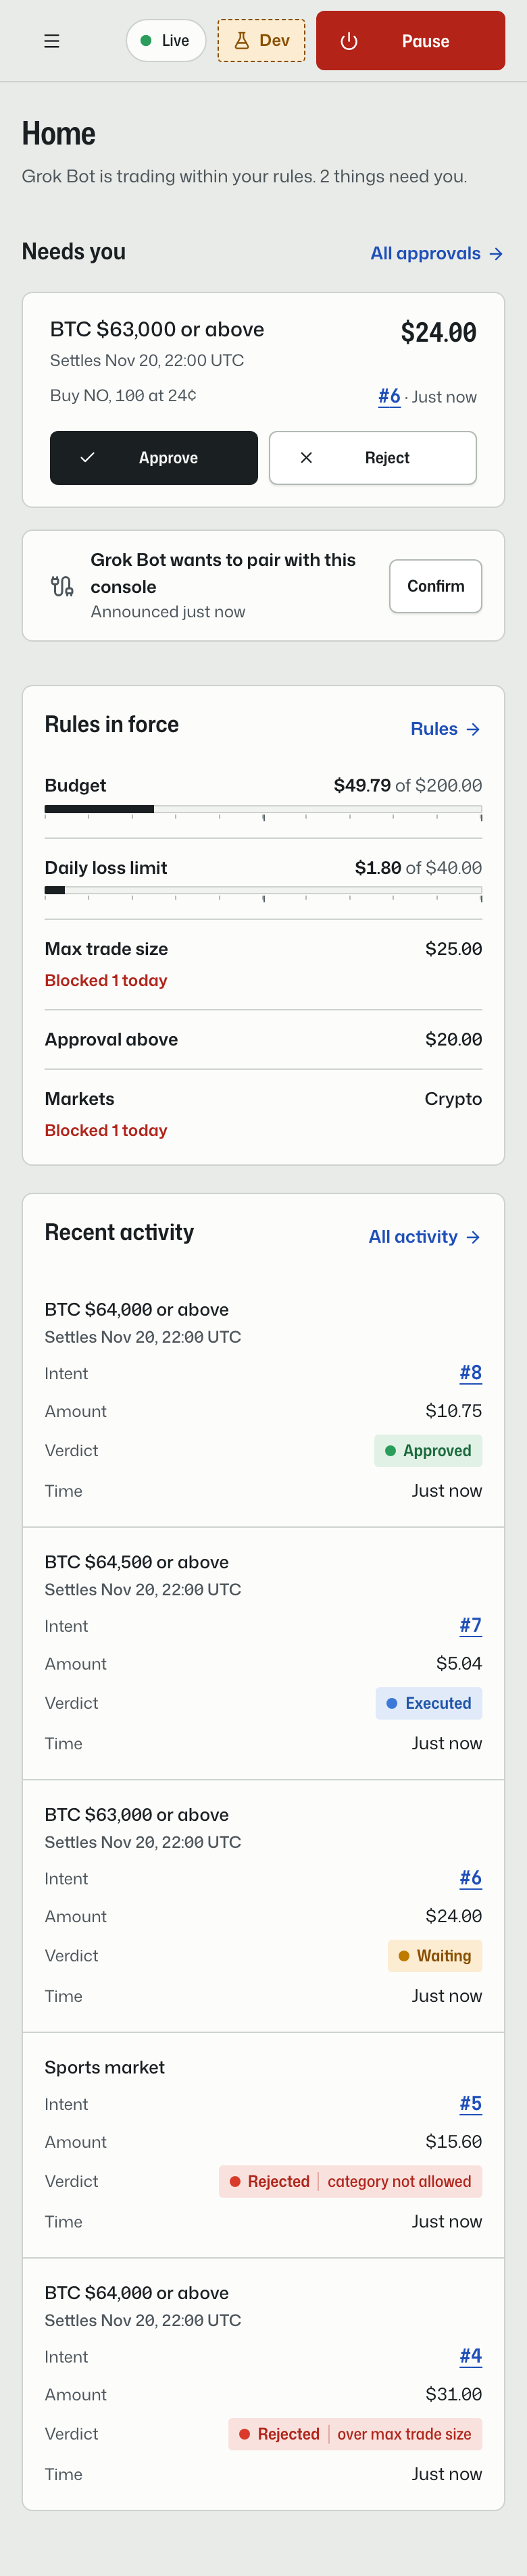 Live
Dev
Pause
Home
Grok Bot is trading within your rules. 2 things need you.
Needs you
All approvals →
BTC $63,000 or above
$24.00
Settles Nov 20, 22:00 UTC
Buy NO, 100 at 24¢
#6 · Just now
Approve
Reject
Grok Bot wants to pair with this
console
Announced just now
Confirm
Rules in force
Rules →
Budget
$49.79 of $200.00
Daily loss limit
$1.80 of $40.00
Max trade size
$25.00
Blocked 1 today
Approval above
$20.00
Markets
Crypto
Blocked 1 today
Recent activity
All activity →
BTC $64,000 or above
Settles Nov 20, 22:00 UTC
Intent
#8
Amount
$10.75
Verdict
Approved
Time
Just now
BTC $64,500 or above
Settles Nov 20, 22:00 UTC
Intent
#7
Amount
$5.04
Verdict
Executed
Time
Just now
BTC $63,000 or above
Settles Nov 20, 22:00 UTC
Intent
#6
Amount
$24.00
Verdict
Waiting
Time
Just now
Sports market
Intent
#5
Amount
$15.60
Verdict
Rejected | category not allowed
Time
Just now
BTC $64,000 or above
Settles Nov 20, 22:00 UTC
Intent
#4
Amount
$31.00
Verdict
Rejected | over max trade size
Time
Just now